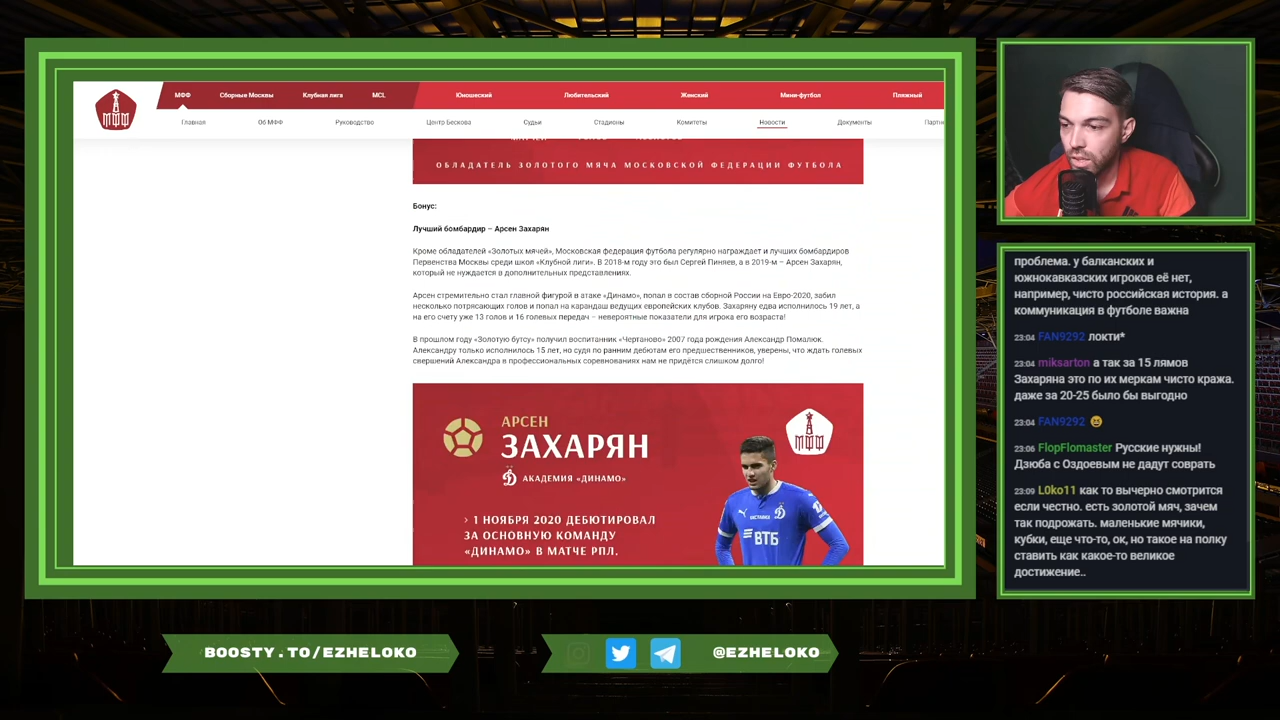 МФФ Сборные Москвы Клубная лига MCL Юношеский Любительский Женский Мини-футбол Пляжный
Главная Об МФФ Руководство Центр Бескова Судьи Стадионы Комитеты Новости Документы
МФФ
ОБЛАДАТЕЛЬ ЗОЛОТОГО МЯЧА МОСКОВСКОЙ ФЕДЕРАЦИИ ФУТБОЛА
Бонус:
Лучший бомбардир – Арсен Захарян
Кроме обладателей «Золотых мячей», Московская федерация футбола регулярно награждает и лучших бомбардиров
Первенства Москвы среди школ «Клубной лиги». В 2018-м году это был Сергей Пиняев, а в 2019-м – Арсен Захарян,
который не нуждается в дополнительных представлениях.
Арсен стремительно стал главной фигурой в атаке «Динамо», попал в состав сборной России на Евро-2020, забил
несколько потрясающих голов и попал на карандаш ведущих европейских клубов. Захаряну едва исполнилось 19 лет, а
на его счету уже 13 голов и 16 голевых передач – невероятные показатели для игрока его возраста!
В прошлом году «Золотую бутсу» получил воспитанник «Чертаново» 2007 года рождения Александр Помалюк.
Александру только исполнилось 15 лет, но судя по ранним дебютам его предшественников, уверены, что ждать голевых
свершений Александра в профессиональных соревнованиях нам не придётся слишком долго!
АРСЕН
ЗАХАРЯН
АКАДЕМИЯ «ДИНАМО»
МФФ
› 1 НОЯБРЯ 2020 ДЕБЮТИРОВАЛ
ЗА ОСНОВНУЮ КОМАНДУ
«ДИНАМО» В МАТЧЕ РПЛ.
ВТБ
проблема. у балканских и
южнокавказских игроков её нет,
например, чисто российская история. а
коммуникация в футболе важна
23:04 FAN9292 локти*
23:04 miksarton а так за 15 лямов
Захаряна это по их меркам чисто кража.
даже за 20-25 было бы выгодно
23:04 FAN9292
23:06 FlopFlomaster Русские нужны!
Дзюба с Оздоевым не дадут соврать
23:09 L0ko11 как то вычерно смотрится
если честно. есть золотой мяч, зачем
так подрожать. маленькие мячики,
кубки, еще что-то, ок, но такое на полку
ставить как какое-то великое
достижение..
BOOSTY.TO/EZHELOKO
@EZHELOKO